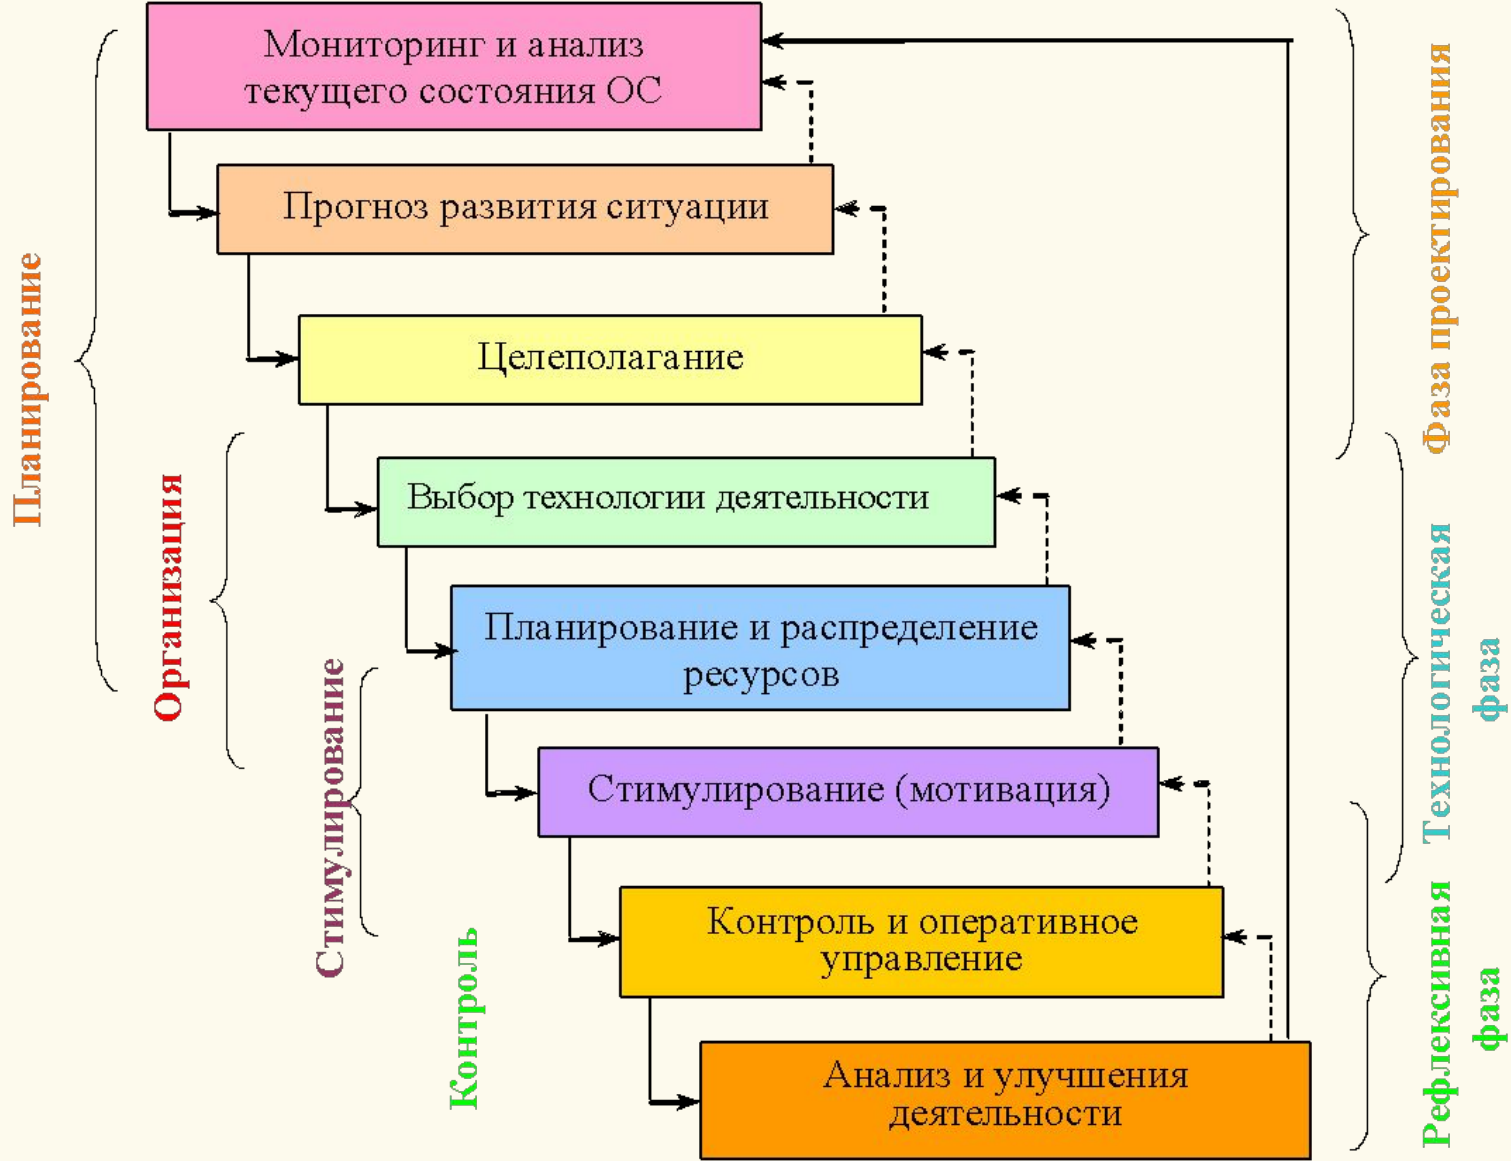 Мониторинг и анализ
текущего состояния ОС
Прогноз развития ситуации
Целеполагание
Выбор технологии деятельности
Планирование и распределение
ресурсов
Стимулирование (мотивация)
Контроль и оперативное
управление
Анализ и улучшения
деятельности
Планирование
Организация
Стимулирование
Контроль
Фаза проектирования
Технологическая
фаза
Рефлексивная
фаза